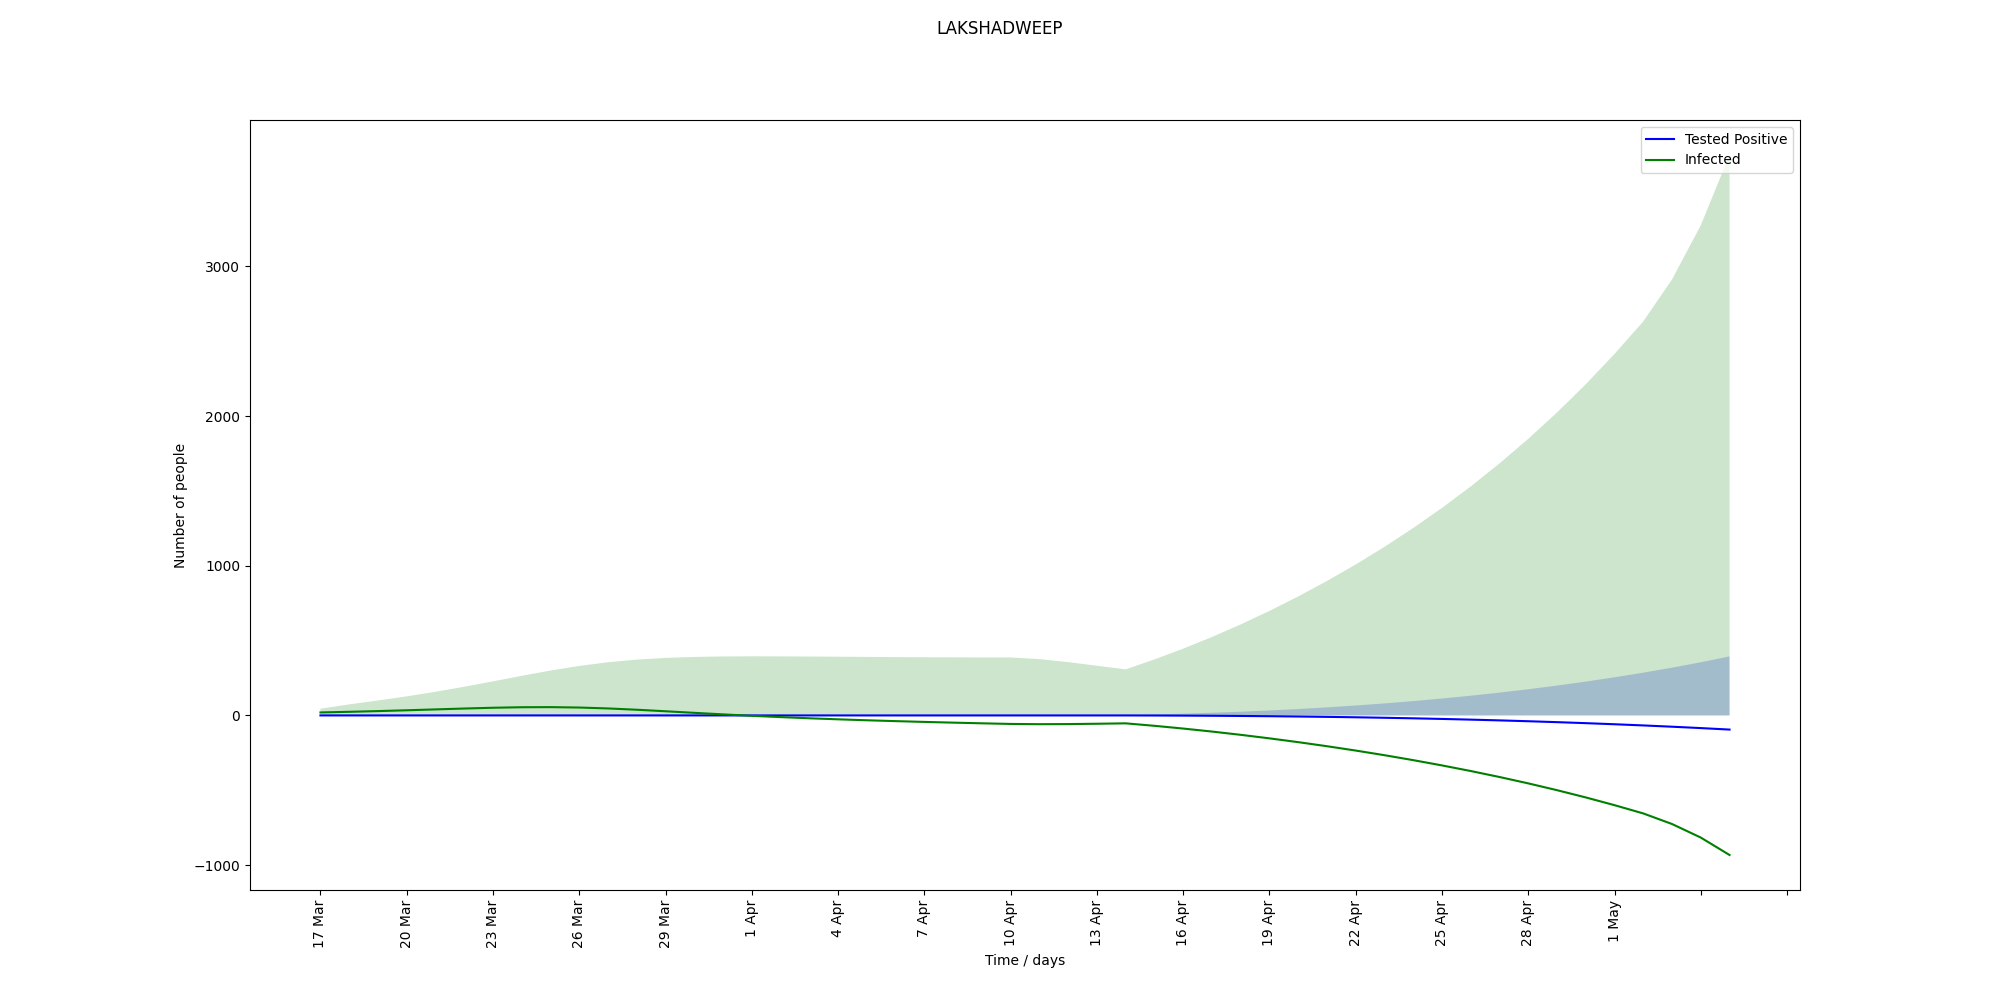 LAKSHADWEEP
Tested Positive
Infected
3000
2000
1000
0
−1000
Number of people
17 Mar
20 Mar
23 Mar
26 Mar
29 Mar
1 Apr
4 Apr
7 Apr
10 Apr
13 Apr
16 Apr
19 Apr
22 Apr
25 Apr
28 Apr
1 May
Time / days